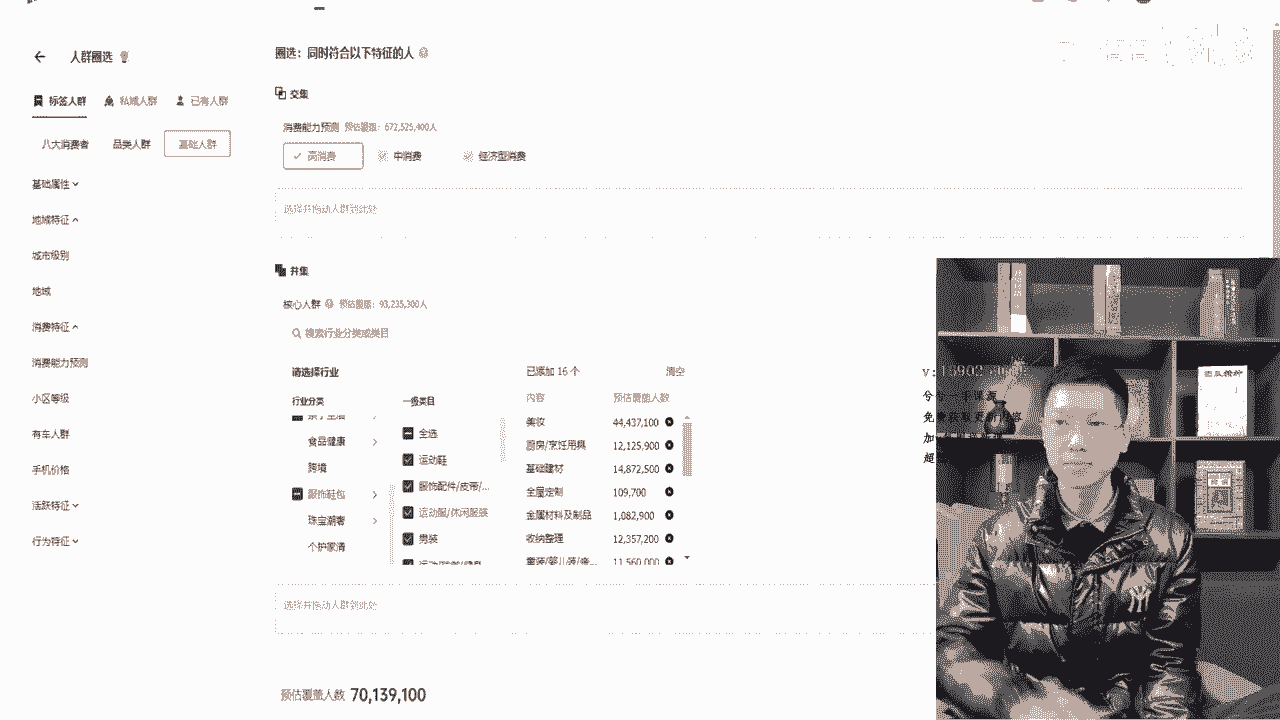 人群圈选
圈选：同时符合以下特征的人
标签人群 私域人群 已有人群
交集
八大消费者 品类人群 基础人群
消费能力预测 预估覆盖：672,525,400人
高消费 中消费 经济型消费
基础属性
地域特征
选择并拖动人群到此处
城市级别
并集
地域
核心人群 预估覆盖：93,235,300人
消费特征
搜索行业分类或类目
消费能力预测
请选择行业 已添加 16 个 清空
小区等级
行业分类 一级类目 内容 预估覆盖人数
美妆 44,437,100
有车人群
食品健康 全选 厨房/烹饪用具 12,125,900
手机价格
跨境 运动鞋 基础建材 14,872,500
服饰鞋包 服饰配件/皮带/... 全屋定制 109,700
活跃特征
珠宝潮奢 运动服/休闲服装 金属材料及制品 1,082,900
行为特征
个护家清 男装 收纳整理 12,357,200
11,560,000
选择并拖动人群到此处
预估覆盖人数 70,139,100
V：15902
兮
免
加
超